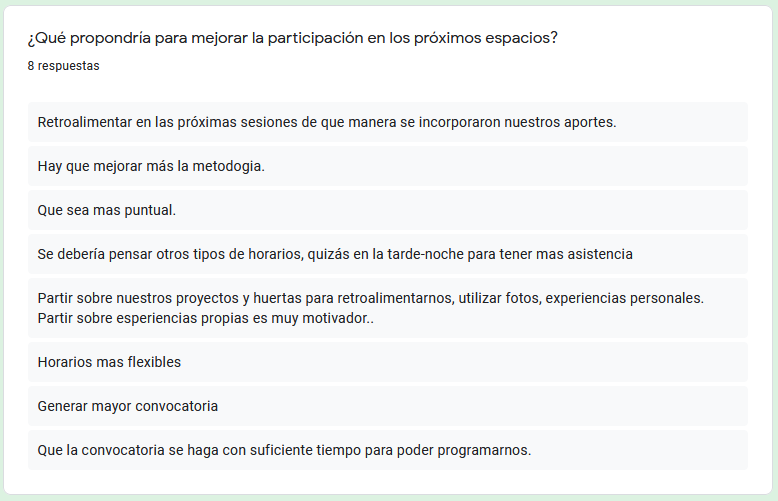 ¿Qué propondría para mejorar la participación en los próximos espacios?
8 respuestas
Retroalimentar en las próximas sesiones de que manera se incorporaron nuestros aportes.
Hay que mejorar más la metodogia.
Que sea mas puntual.
Se debería pensar otros tipos de horarios, quizás en la tarde-noche para tener mas asistencia
Partir sobre nuestros proyectos y huertas para retroalimentarnos, utilizar fotos, experiencias personales.
Partir sobre esperiencias propias es muy motivador..
Horarios mas flexibles
Generar mayor convocatoria
Que la convocatoria se haga con suficiente tiempo para poder programarnos.